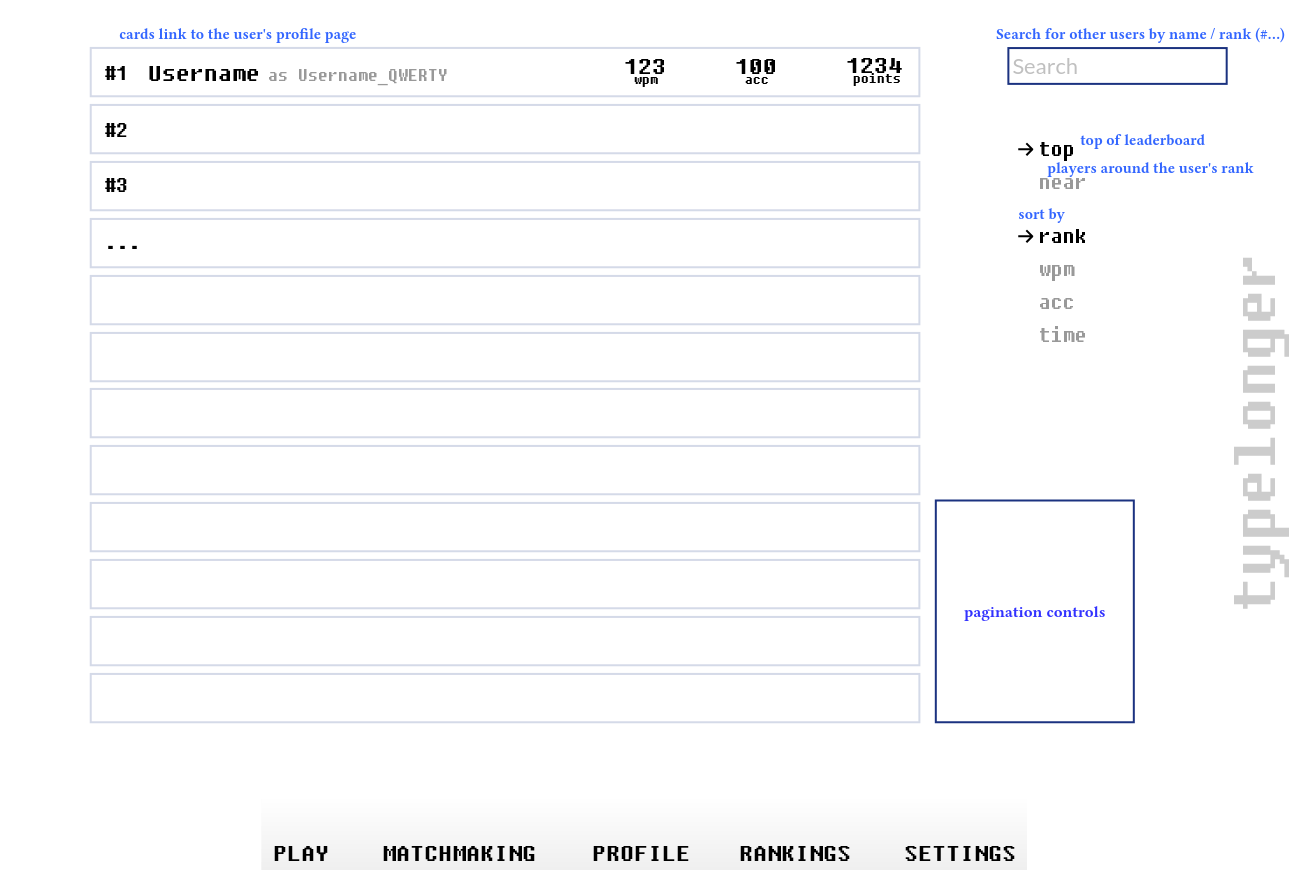 cards link to the user's profile page
Search for other users by name / rank (#...)
#1 Username as Username_QWERTY 123 wpm 100 acc 1234 points
Search
#2
#3
...
→ top top of leaderboard
players around the user's rank
near
sort by
→ rank
wpm
acc
time
typelonger
pagination controls
PLAY MATCHMAKING PROFILE RANKINGS SETTINGS